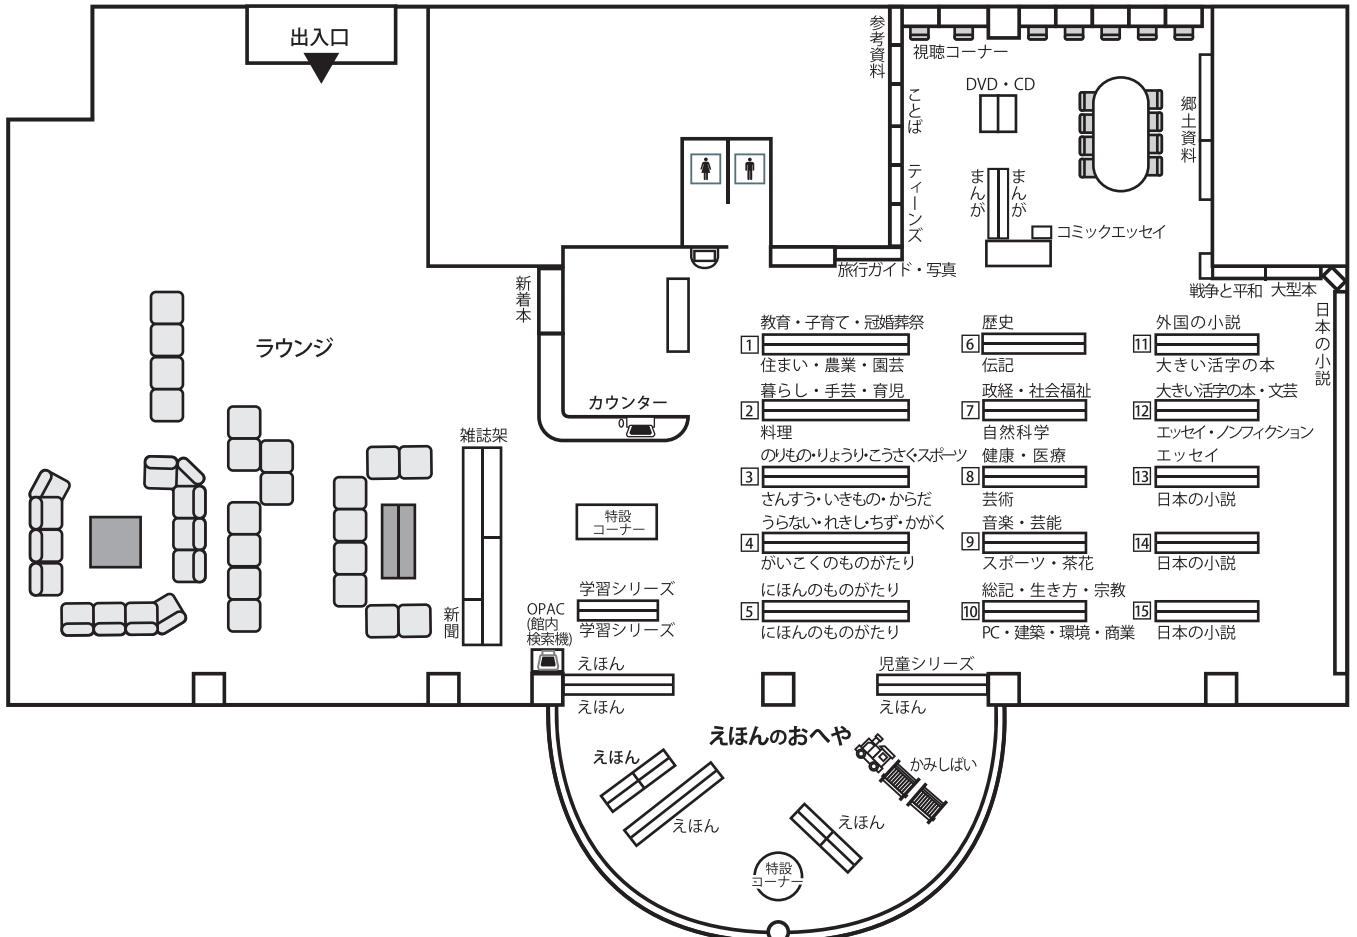 出入口
参考資料
視聴コーナー
ことば
ティーンズ
DVD・CD
郷土資料
まんが
まんが
コミックエッセイ
旅行ガイド・写真
戦争と平和
大型本
日本の小説
新着本
ラウンジ
カウンター
雑誌架
新聞
特設
コーナー
学習シリーズ
学習シリーズ
OPAC
(館内
検索機)
教育・子育て・冠婚葬祭
1
住まい・農業・園芸
暮らし・手芸・育児
2
料理
のりもの・りょうり・こうさく・スポーツ
3
さんすう・いきもの・からだ
うらない・れきし・ちず・かがく
4
がいこくのものがたり
にほんのものがたり
5
にほんのものがたり
歴史
6
伝記
政経・社会福祉
7
自然科学
健康・医療
8
芸術
音楽・芸能
9
スポーツ・茶花
総記・生き方・宗教
10
PC・建築・環境・商業
外国の小説
11
大きい活字の本
大きい活字の本・文芸
12
エッセイ・ノンフィクション
エッセイ
13
日本の小説
14
日本の小説
15
日本の小説
えほん
えほん
児童シリーズ
えほん
えほんのおへや
えほん
えほん
かみしばい
えほん
特設
コーナー